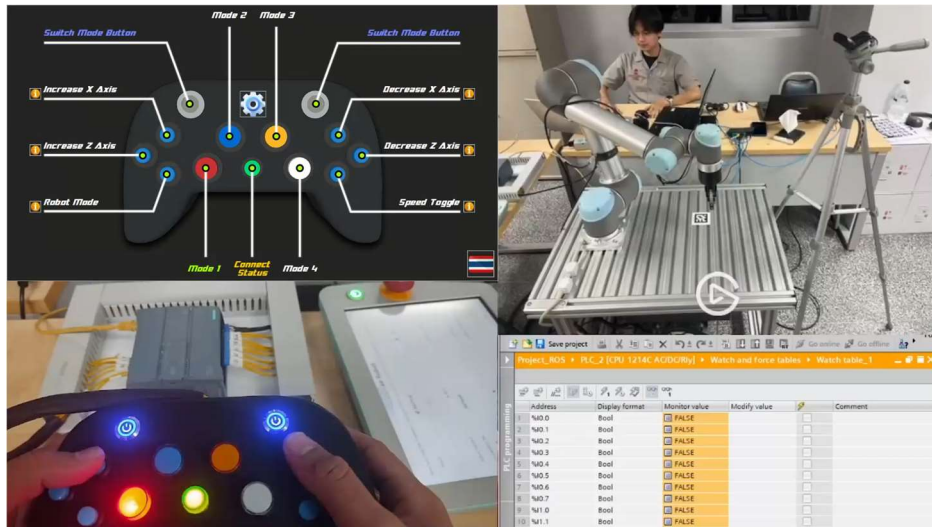 Mode 2
Mode 3
Switch Mode Button
Switch Mode Button
Increase X Axis
Decrease X Axis
Increase Z Axis
Decrease Z Axis
Robot Mode
Speed Toggle
Mode 1
Connect
Status
Mode 4
Save project
Go online
Go offline
Project_ROS
PLC_2 [CPU 1214C AC/DC/Rly]
Watch and force tables
Watch table_1
PLC programming
Address Display format Monitor value Modify value Comment
1 %I0.0 Bool FALSE
2 %I0.1 Bool FALSE
3 %I0.2 Bool FALSE
4 %I0.3 Bool FALSE
5 %I0.4 Bool FALSE
6 %I0.5 Bool FALSE
7 %I0.6 Bool FALSE
8 %I0.7 Bool FALSE
9 %I1.0 Bool FALSE
10 %I1.1 Bool FALSE